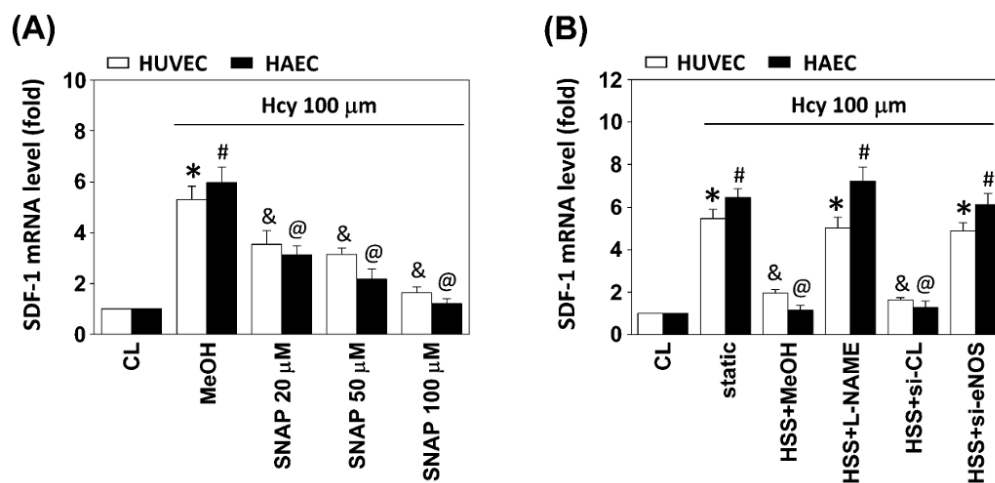 (A)
HUVEC HAEC
Hcy 100 μm
SDF-1 mRNA level (fold)
10
8
6
4
2
0
* #
& @
& @
& @
CL
MeOH
SNAP 20 μM
SNAP 50 μM
SNAP 100 μM
(B)
HUVEC HAEC
Hcy 100 μm
SDF-1 mRNA level (fold)
12
10
8
6
4
2
0
* #
& @
* #
& @
* #
CL
static
HSS+MeOH
HSS+L-NAME
HSS+si-CL
HSS+si-eNOS